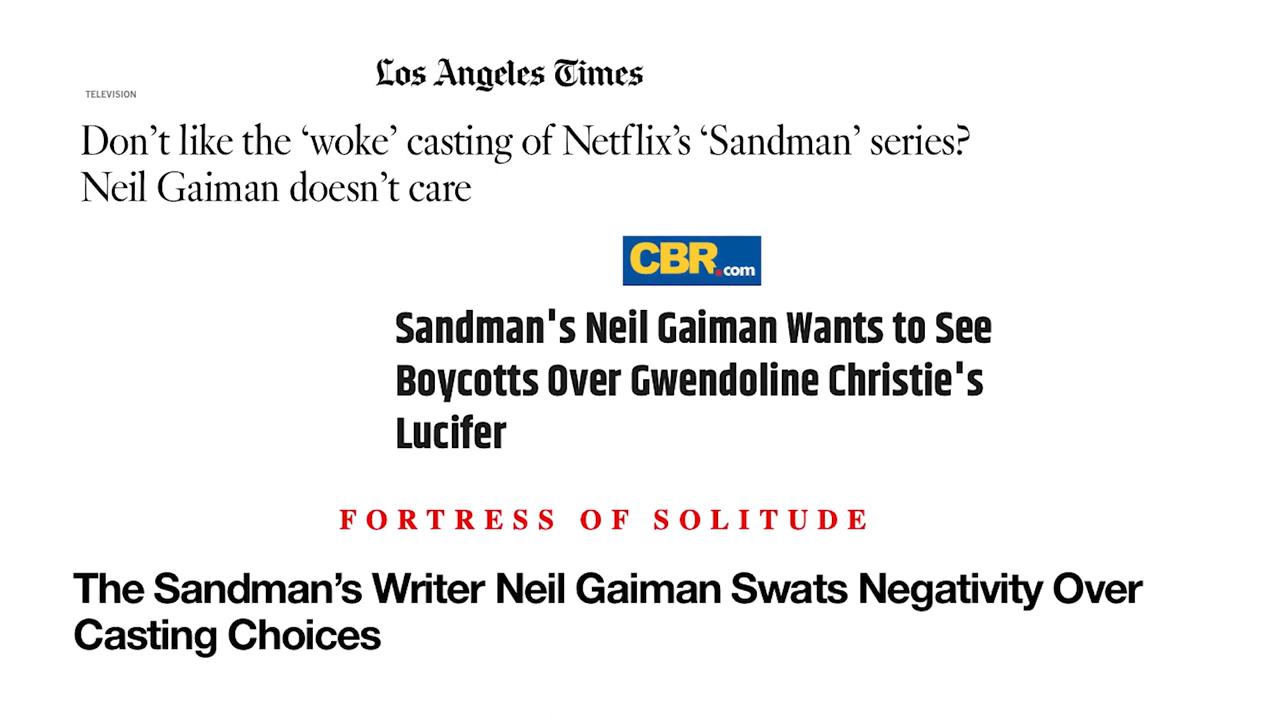 Los Angeles Times
TELEVISION
Don’t like the ‘woke’ casting of Netflix’s ‘Sandman’ series?
Neil Gaiman doesn’t care
CBR.com
Sandman's Neil Gaiman Wants to See
Boycotts Over Gwendoline Christie's
Lucifer
FORTRESS OF SOLITUDE
The Sandman’s Writer Neil Gaiman Swats Negativity Over
Casting Choices